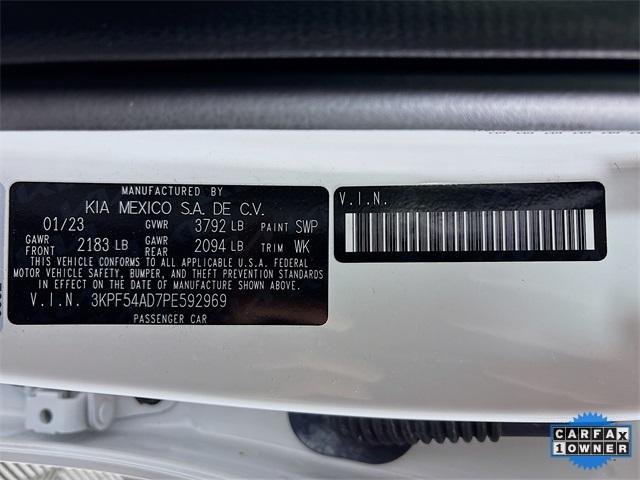 MANUFACTURED BY
KIA MEXICO S.A. DE C.V.
01/23 GVWR 3792 LB PAINT SWP
GAWR FRONT 2183 LB GAWR REAR 2094 LB TRIM WK
THIS VEHICLE CONFORMS TO ALL APPLICABLE U.S.A. FEDERAL
MOTOR VEHICLE SAFETY, BUMPER, AND THEFT PREVENTION
STANDARDS IN EFFECT ON THE DATE OF MANUFACTURE SHOWN ABOVE.
V.I.N. 3KPF54AD7PE592969
PASSENGER CAR
V.I.N.
CARFAX
1 OWNER